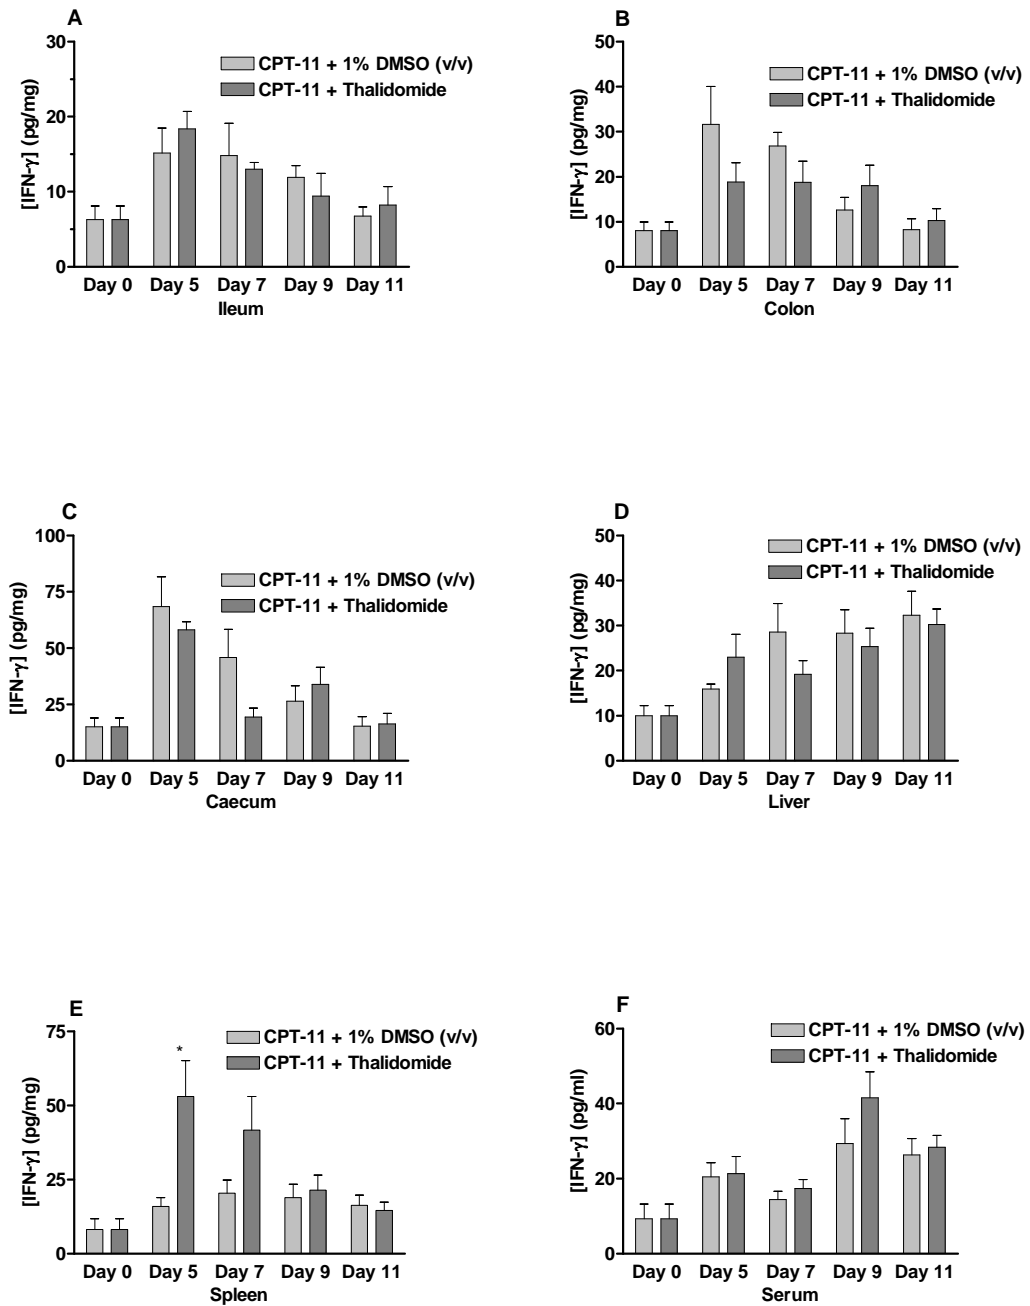 A
[IFN-γ] (pg/mg)
30
20
10
0
CPT-11 + 1% DMSO (v/v)
CPT-11 + Thalidomide
Day 0 Day 5 Day 7 Day 9 Day 11
Ileum
B
[IFN-γ] (pg/mg)
50
40
30
20
10
0
CPT-11 + 1% DMSO (v/v)
CPT-11 + Thalidomide
Day 0 Day 5 Day 7 Day 9 Day 11
Colon
C
[IFN-γ] (pg/mg)
100
75
50
25
0
CPT-11 + 1% DMSO (v/v)
CPT-11 + Thalidomide
Day 0 Day 5 Day 7 Day 9 Day 11
Caecum
D
[IFN-γ] (pg/mg)
50
40
30
20
10
0
CPT-11 + 1% DMSO (v/v)
CPT-11 + Thalidomide
Day 0 Day 5 Day 7 Day 9 Day 11
Liver
E
[IFN-γ] (pg/mg)
75
50
25
0
*
CPT-11 + 1% DMSO (v/v)
CPT-11 + Thalidomide
Day 0 Day 5 Day 7 Day 9 Day 11
Spleen
F
[IFN-γ] (pg/ml)
60
40
20
0
CPT-11 + 1% DMSO (v/v)
CPT-11 + Thalidomide
Day 0 Day 5 Day 7 Day 9 Day 11
Serum